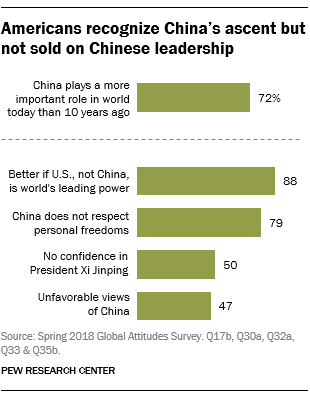 Americans recognize China's ascent but
not sold on Chinese leadership
China plays a more
important role in world
today than 10 years ago
72%
Better if U.S., not China,
is world's leading power
88
China does not respect
personal freedoms
79
No confidence in
President Xi Jinping
50
Unfavorable views
of China
47
Source: Spring 2018 Global Attitudes Survey. Q17b, Q30a, Q32a,
Q33 & Q35b.
PEW RESEARCH CENTER